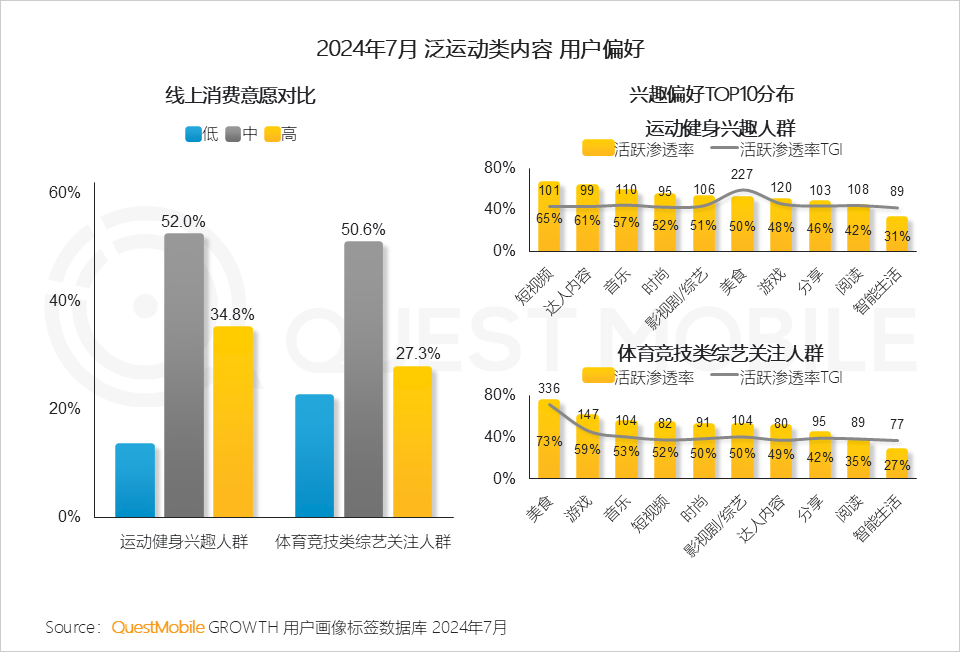 2024年7月 泛运动类内容 用户偏好
线上消费意愿对比
低 中 高
60%
40%
20%
0%
52.0%
34.8%
50.6%
27.3%
运动健身兴趣人群 体育竞技类综艺关注人群
兴趣偏好TOP10分布
运动健身兴趣人群
活跃渗透率 活跃渗透率TGI
80%
40%
0%
101 99 110 95 106 227 120 103 108 89
65% 61% 57% 52% 51% 50% 48% 46% 42% 31%
短视频 达人内容 音乐 时尚 影视剧/综艺 美食 游戏 分享 阅读 智能生活
体育竞技类综艺关注人群
活跃渗透率 活跃渗透率TGI
80%
40%
0%
336 147 104 82 91 104 80 95 89 77
73% 59% 53% 52% 50% 50% 49% 42% 35% 27%
美食 游戏 音乐 短视频 时尚 影视剧/综艺 达人内容 分享 阅读 智能生活
QUEST MOBILE
Source：QuestMobile GROWTH 用户画像标签数据库 2024年7月